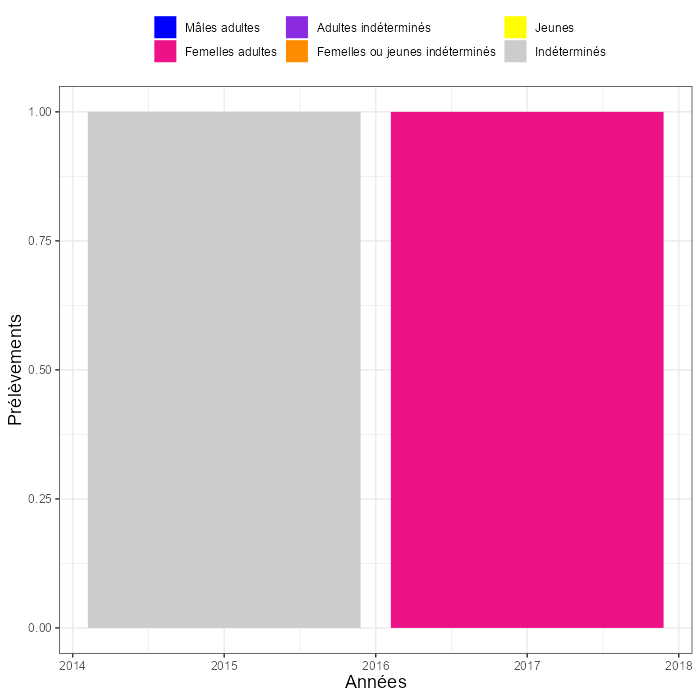 Mâles adultes
Adultes indéterminés
Jeunes
Femelles adultes
Femelles ou jeunes indéterminés
Indéterminés
1.00
0.75
0.50
0.25
0.00
Prélèvements
2014
2015
2016
2017
2018
Années